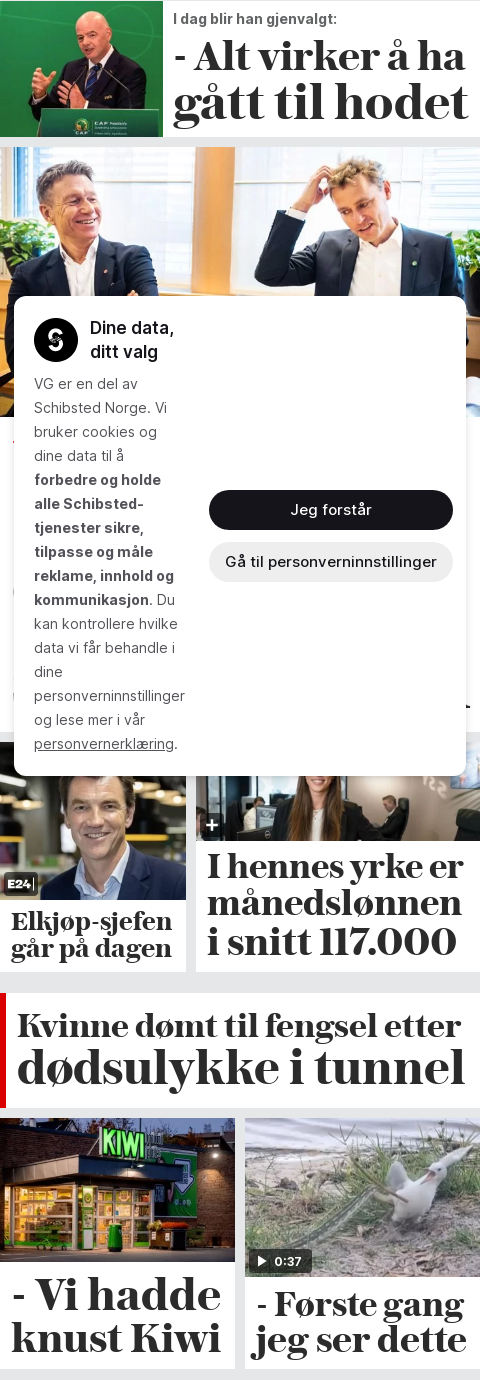 I dag blir han gjenvalgt:
- Alt virker å ha
gått til hodet
CAF
Dine data,
ditt valg
VG er en del av
Schibsted Norge. Vi
bruker cookies og
dine data til å
forbedre og holde
alle Schibsted-
tjenester sikre,
tilpasse og måle
reklame, innhold og
kommunikasjon. Du
kan kontrollere hvilke
data vi får behandle i
dine
personverninnstillinger
og lese mer i vår
personvernerklæring.
Jeg forstår
Gå til personverninnstillinger
E24
Elkjøp-sjefen
går på dagen
I hennes yrke er
månedslønnen
i snitt 117.000
Kvinne dømt til fengsel etter
dødsulykke i tunnel
KIWI
- Vi hadde
knust Kiwi
0:37
- Første gang
jeg ser dette